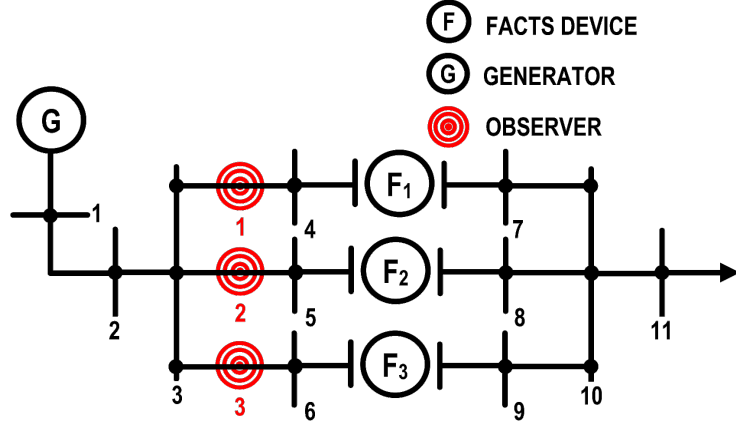 F FACTS DEVICE
G GENERATOR
OBSERVER
G
1
F₁
1
4
7
F₂
2
2
5
8
11
F₃
3
3
6
9
10